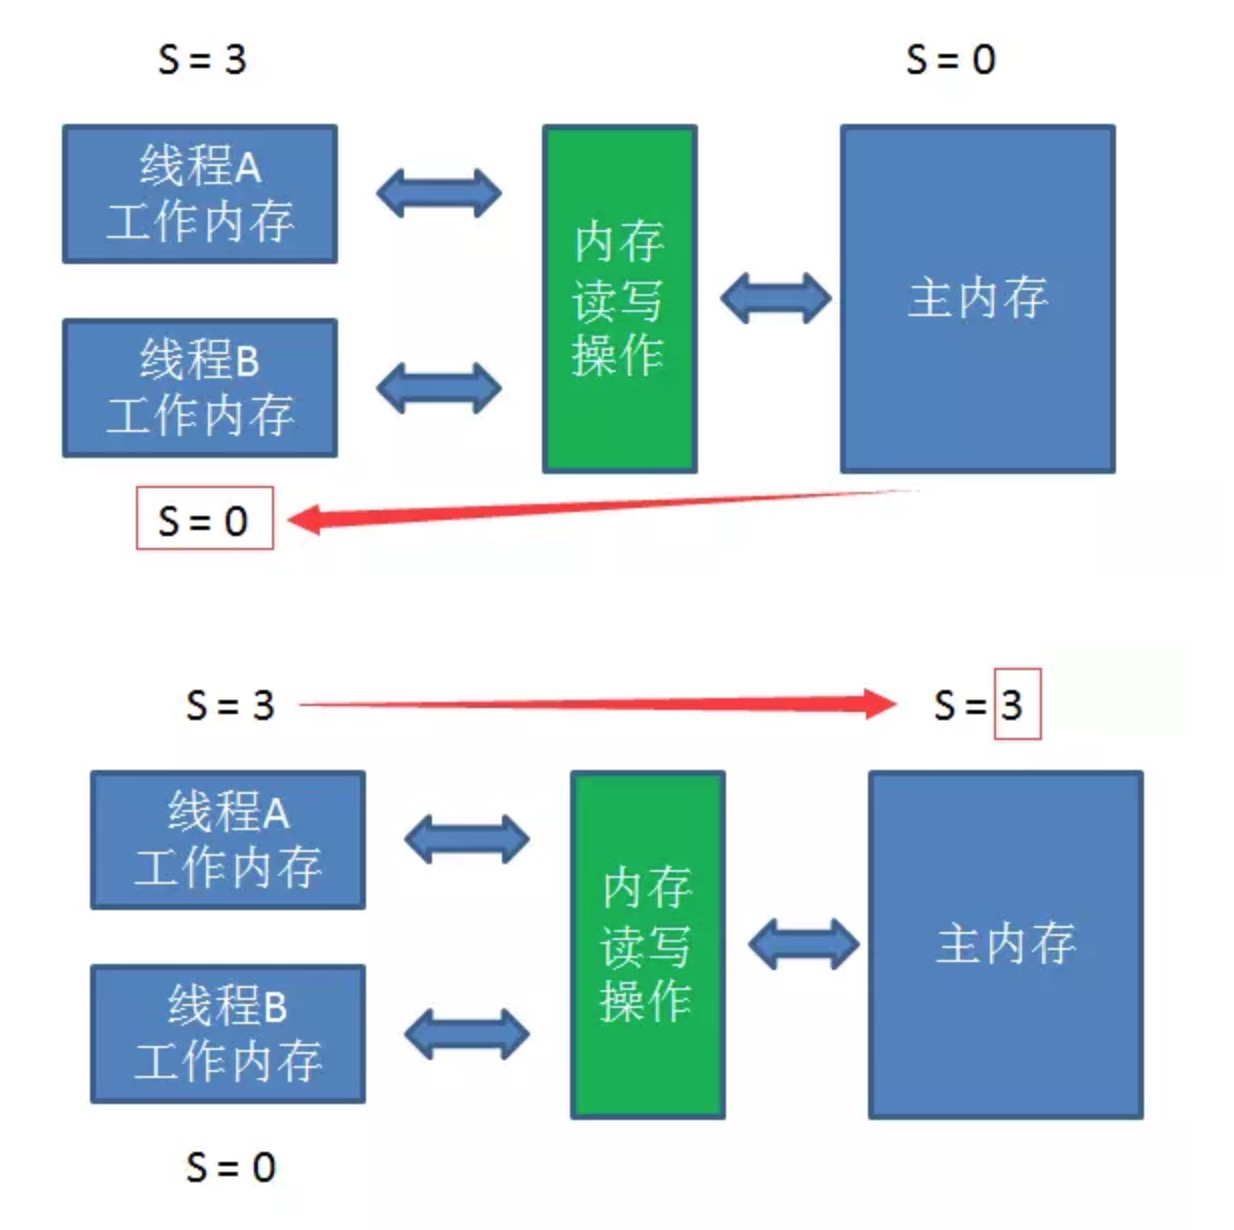 S = 3
S = 0
线程A
工作内存
内存
读写
操作
主内存
线程B
工作内存
S = 0
S = 3
S = 3
线程A
工作内存
内存
读写
操作
主内存
线程B
工作内存
S = 0